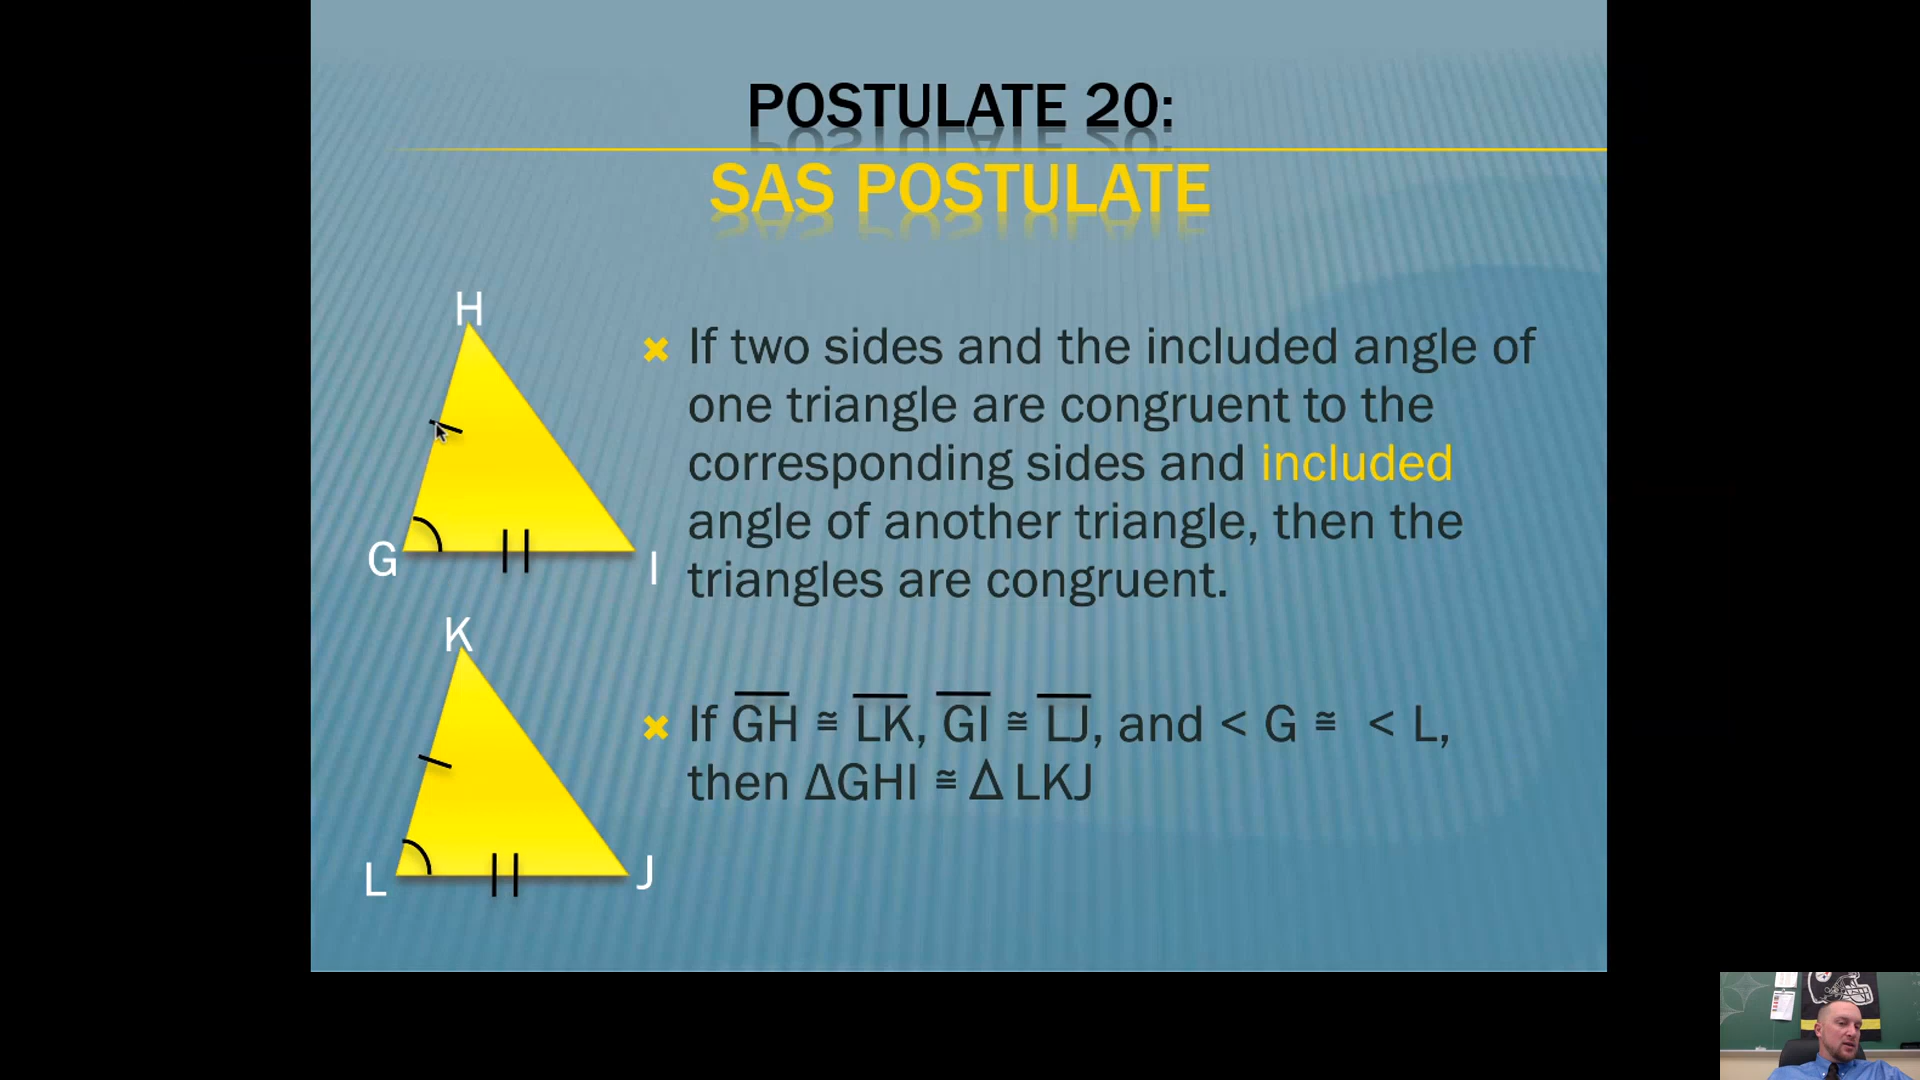 POSTULATE 20:
SAS POSTULATE
H
If two sides and the included angle of
one triangle are congruent to the
corresponding sides and included
angle of another triangle, then the
triangles are congruent.
G
I
K
If GH ≅ LK, GI ≅ LJ, and < G ≅ < L,
then ΔGHI ≅ Δ LKJ
L
J